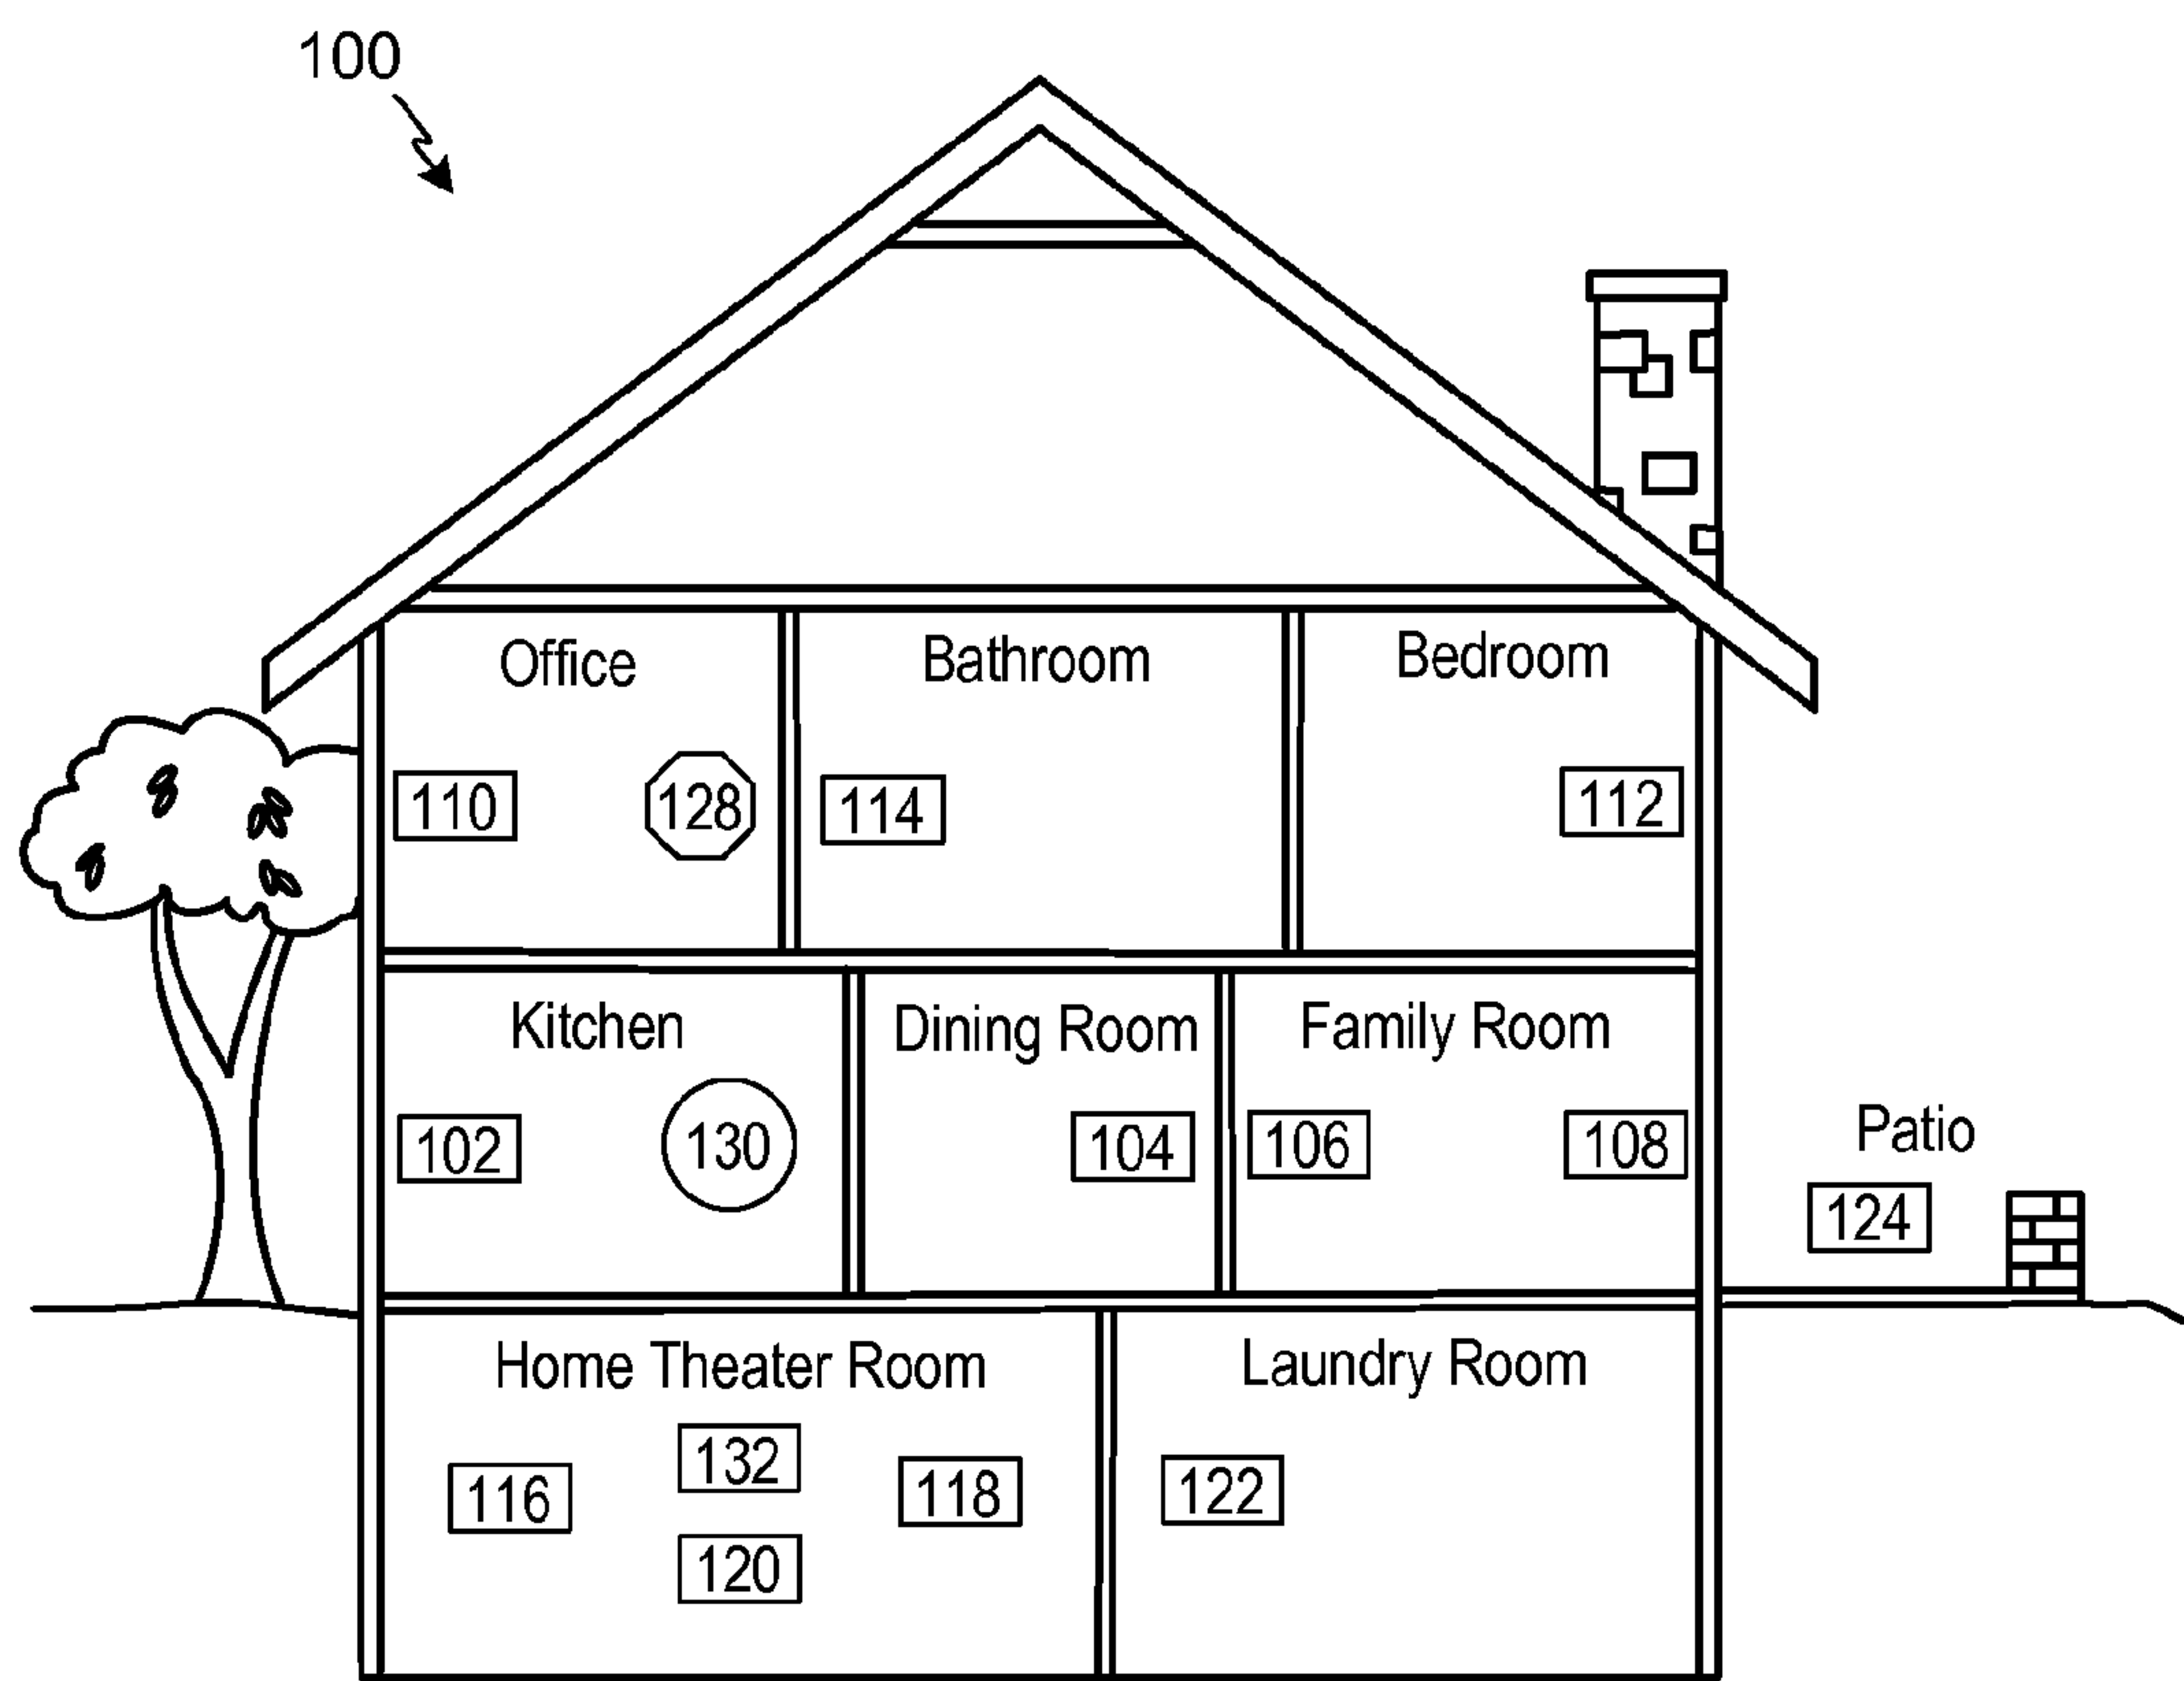 100
Office
Bathroom
Bedroom
110
128
114
112
Kitchen
Dining Room
Family Room
102
130
104
106
108
Patio
124
Home Theater Room
Laundry Room
116
132
118
120
122